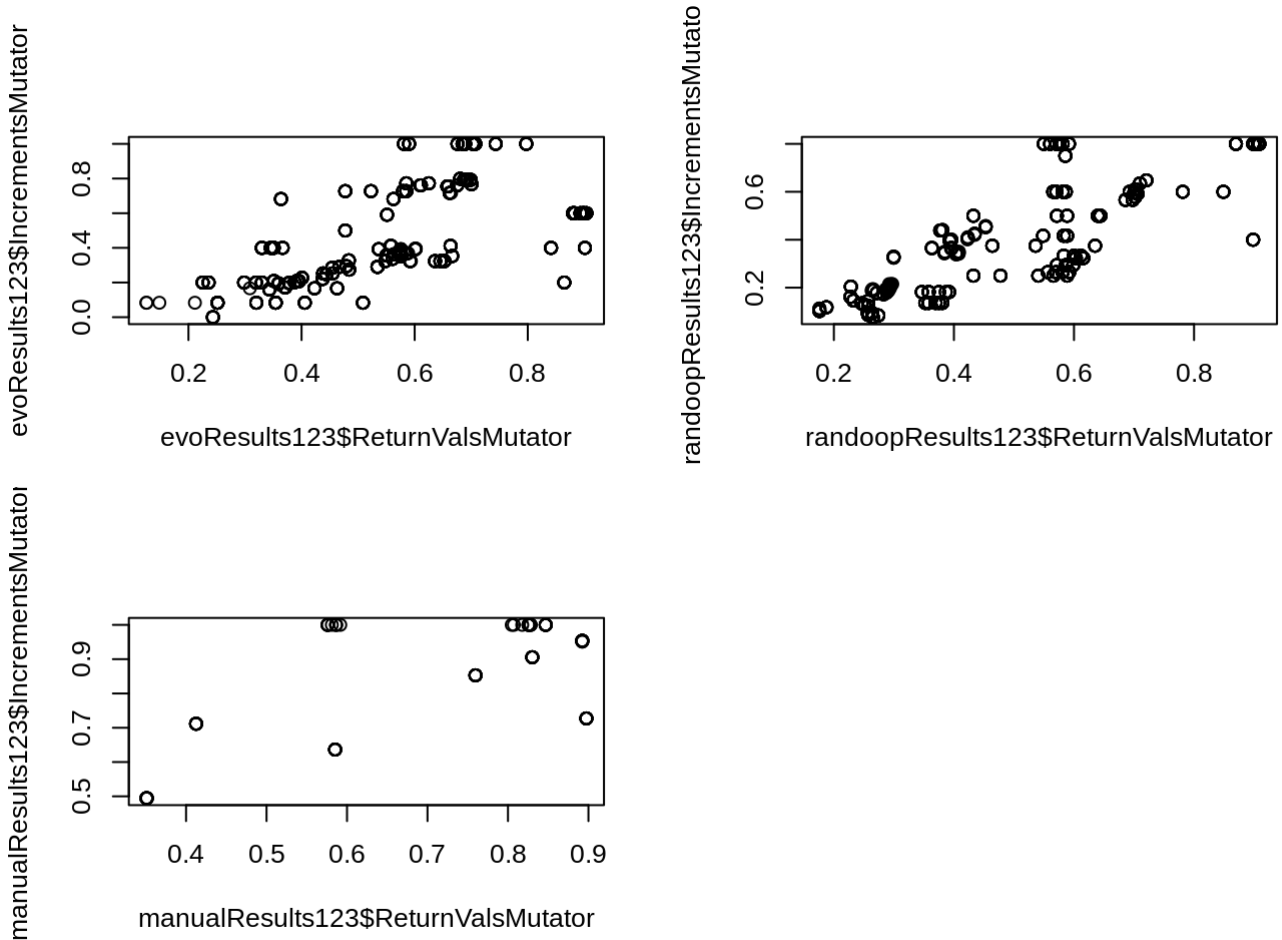 evoResults123$IncrementsMutator
0.0 0.4 0.8
0.2 0.4 0.6 0.8
evoResults123$ReturnValsMutator
randoopResults123$IncrementsMutato
0.2 0.6
0.2 0.4 0.6 0.8
randoopResults123$ReturnValsMutator
manualResults123$IncrementsMutator
0.5 0.7 0.9
0.4 0.5 0.6 0.7 0.8 0.9
manualResults123$ReturnValsMutator